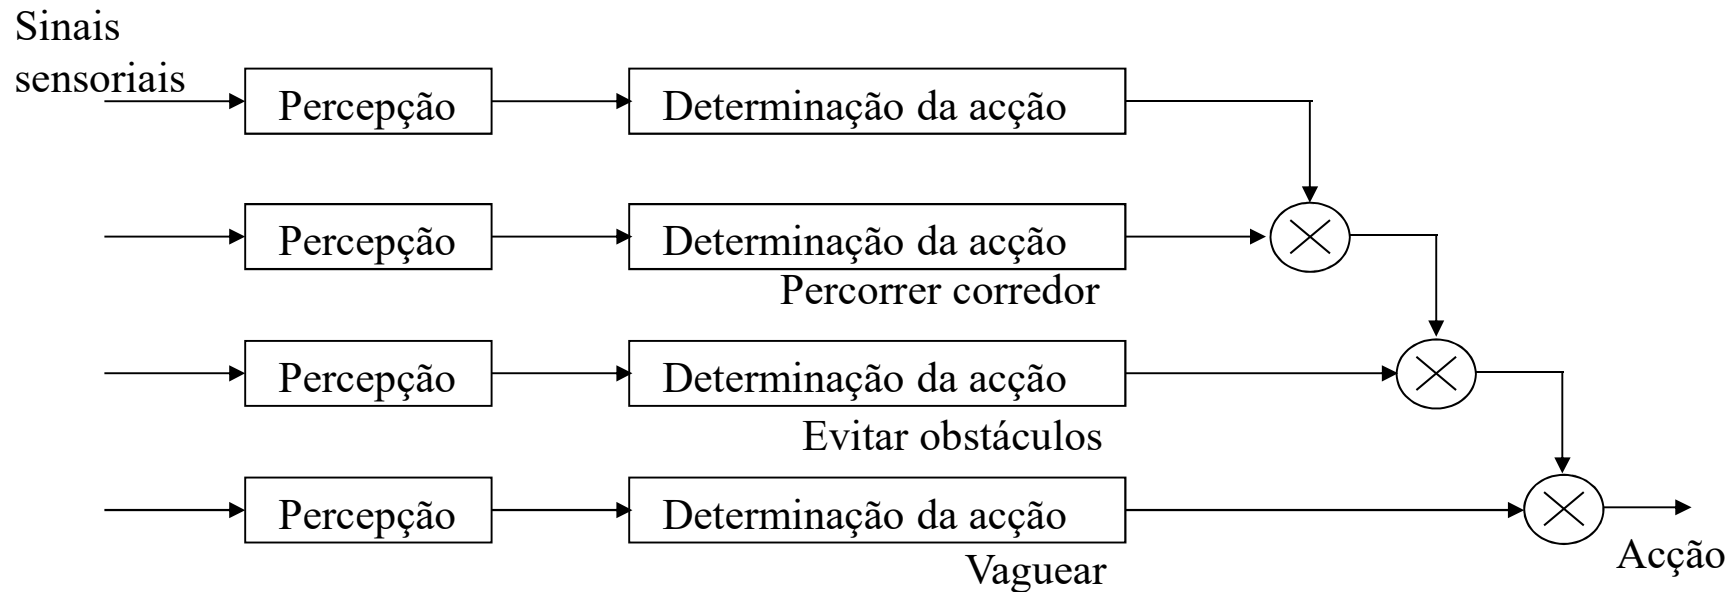 Sinais
sensoriais
Percepção Determinação da acção
Percepção Determinação da acção
Percorrer corredor
Percepção Determinação da acção
Evitar obstáculos
Percepção Determinação da acção
Vaguear
Acção